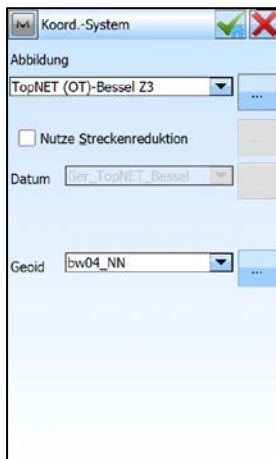 Koord.-System
Abbildung
TopNET (OT)-Bessel Z3
...
Nutze Streckenreduktion
...
Datum
Ger_TopNET_Bessel
...
Geoid
bw04_NN
...